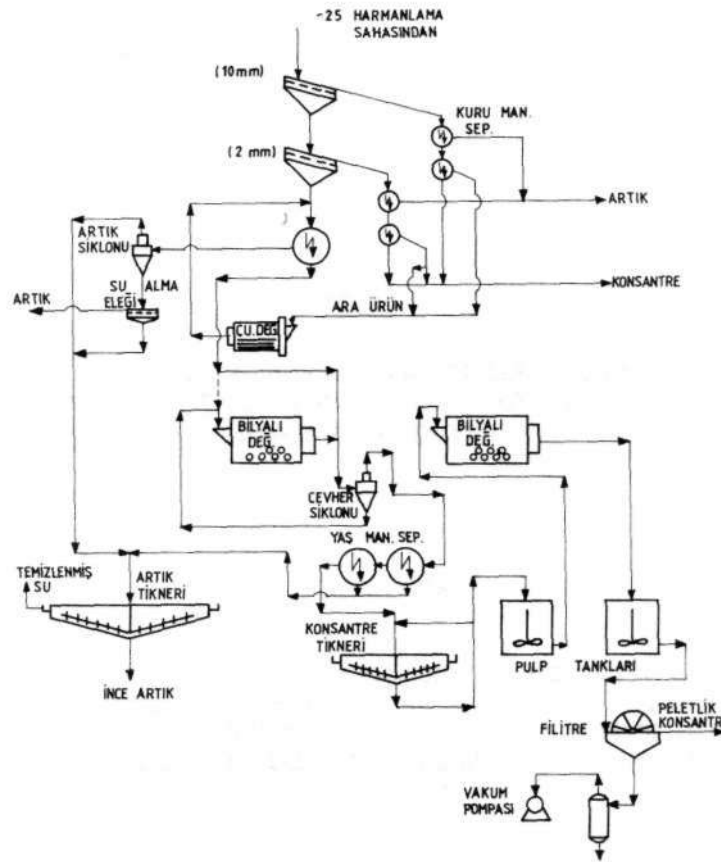 -25 HARMANLAMA
SAHASINDAN
(10mm)
KURU MAN.
SEP.
(2 mm)
ARTIK
ARTIK
SİKLONU
KONSANTRE
SU ALMA
ELEĞİ
ARTIK
ARA ÜRÜN
ÇU.DEĞ.
BİLYALI
DEĞ.
BİLYALI
DEĞ.
CEVHER
SİKLONU
YAŞ MAN. SEP.
TEMİZLENMİŞ
SU
ARTIK
TİKNERİ
KONSANTRE
TİKNERİ
PULP TANKLARI
İNCE ARTIK
PELETLİK
KONSANTR
FİLİTRE
VAKUM
POMPASI